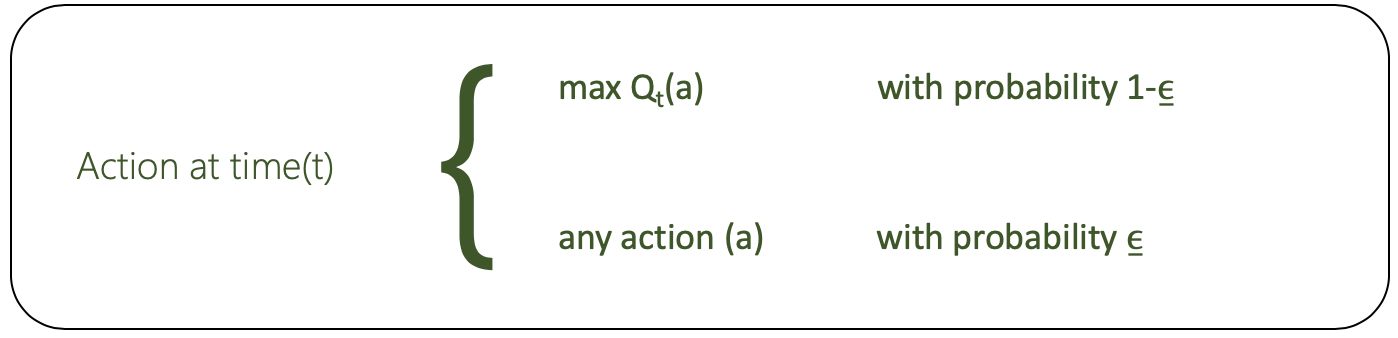 max Qₜ(a) with probability 1-ϵ
Action at time(t)
any action (a) with probability ϵ